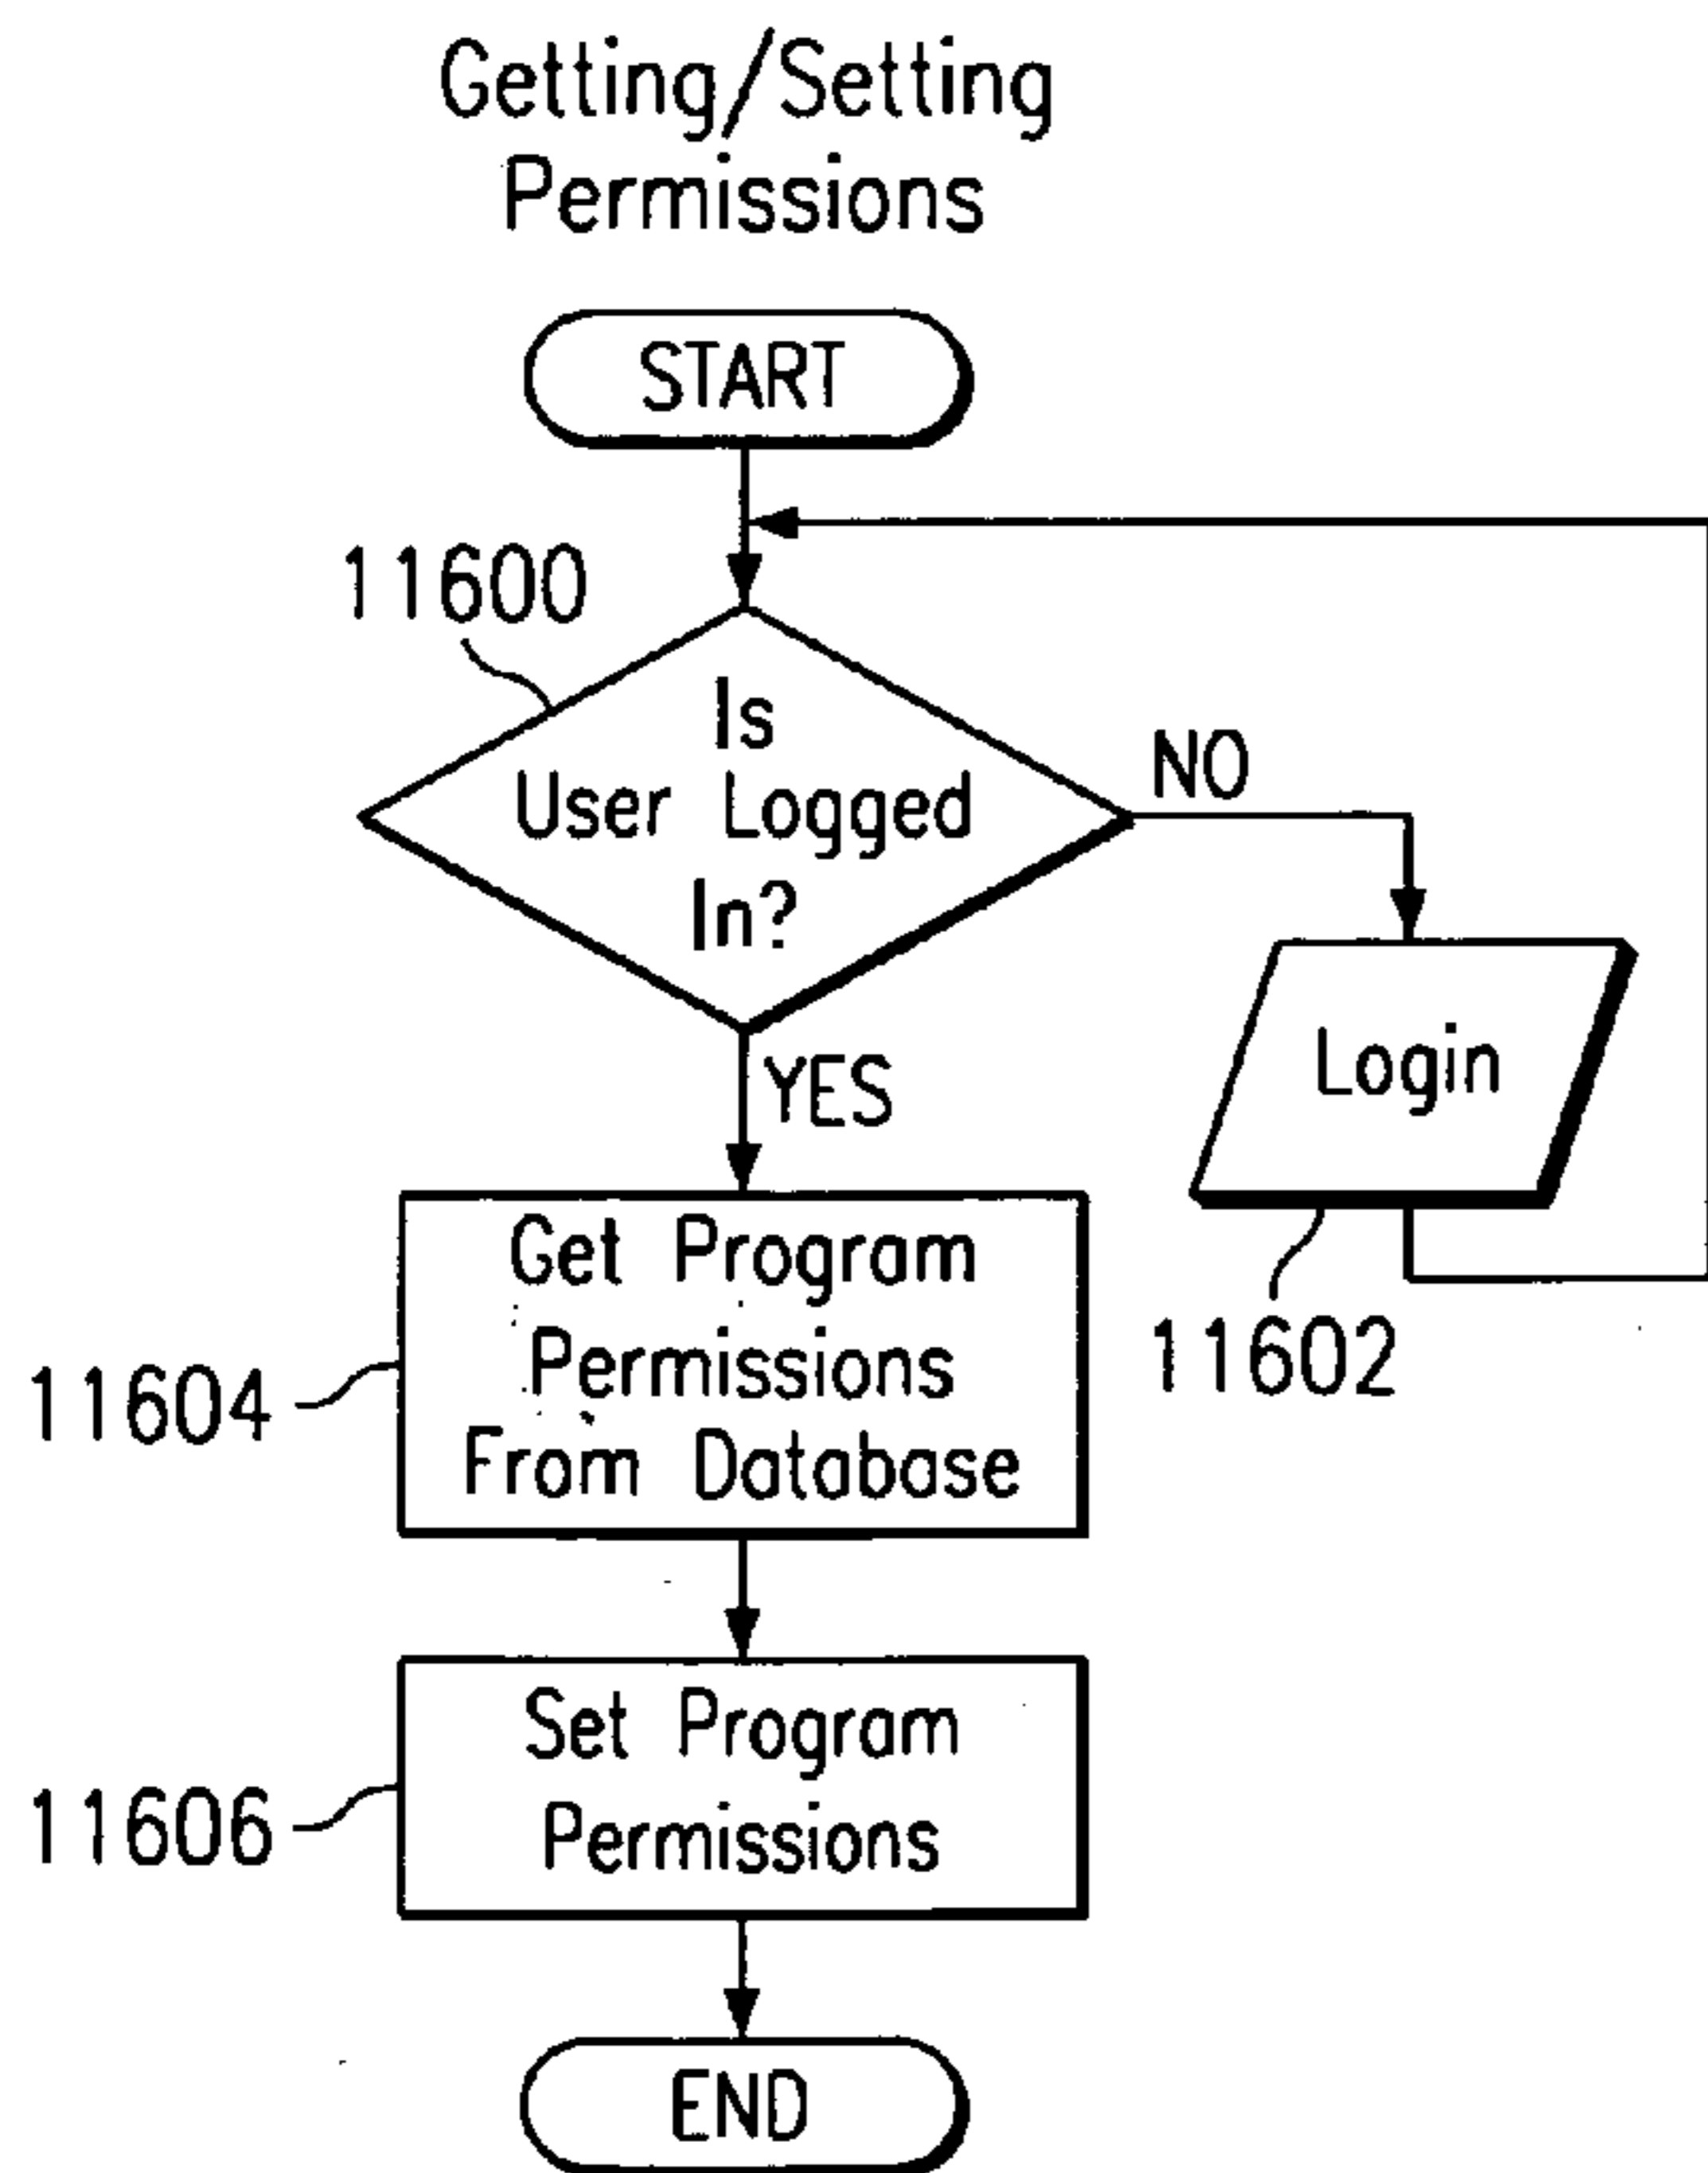 Getting/Setting
Permissions
START
11600
Is
User Logged
In?
NO
Login
11602
YES
Get Program
Permissions
From Database
11604
Set Program
Permissions
11606
END